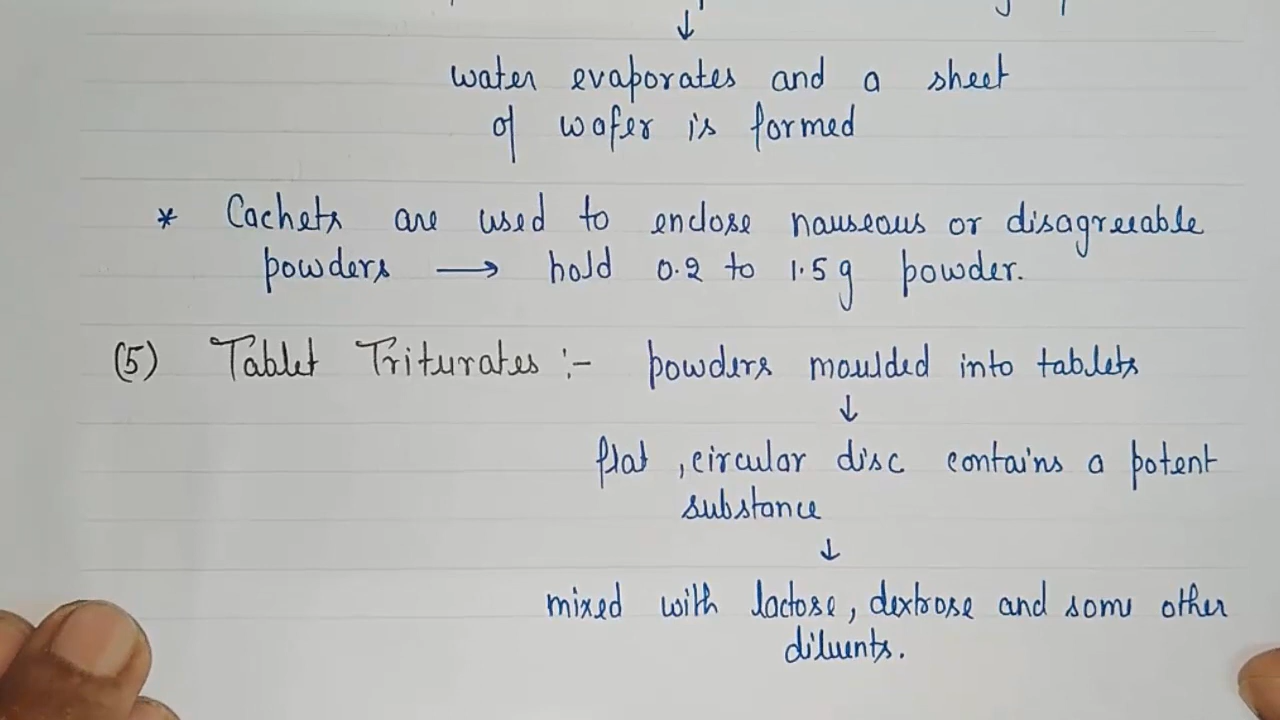 ↓
water evaporates and a sheet
of wafer is formed
* Cachets are used to enclose nauseous or disagreeable
powders → hold 0.2 to 1.5g powder.
(5) Tablet Triturates :- powders moulded into tablets
↓
flat, circular disc contains a potent
substance
↓
mixed with lactose, dextrose and some other
diluents.